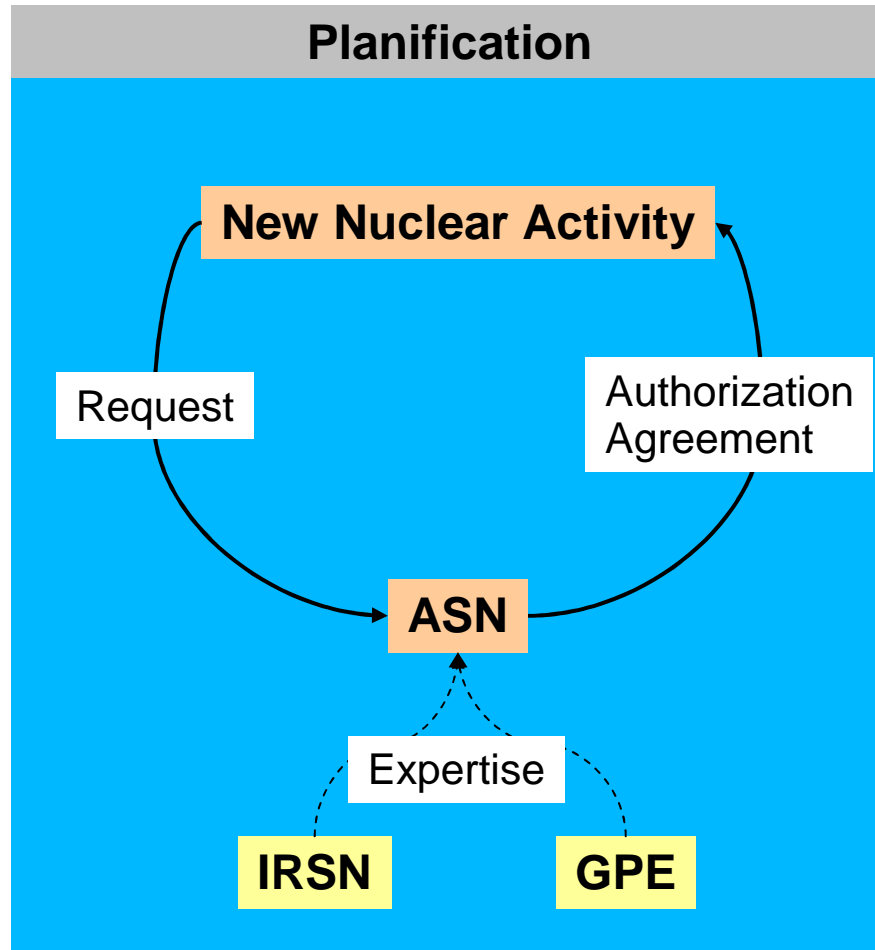 Planification
New Nuclear Activity
Request
Authorization
Agreement
ASN
Expertise
IRSN
GPE